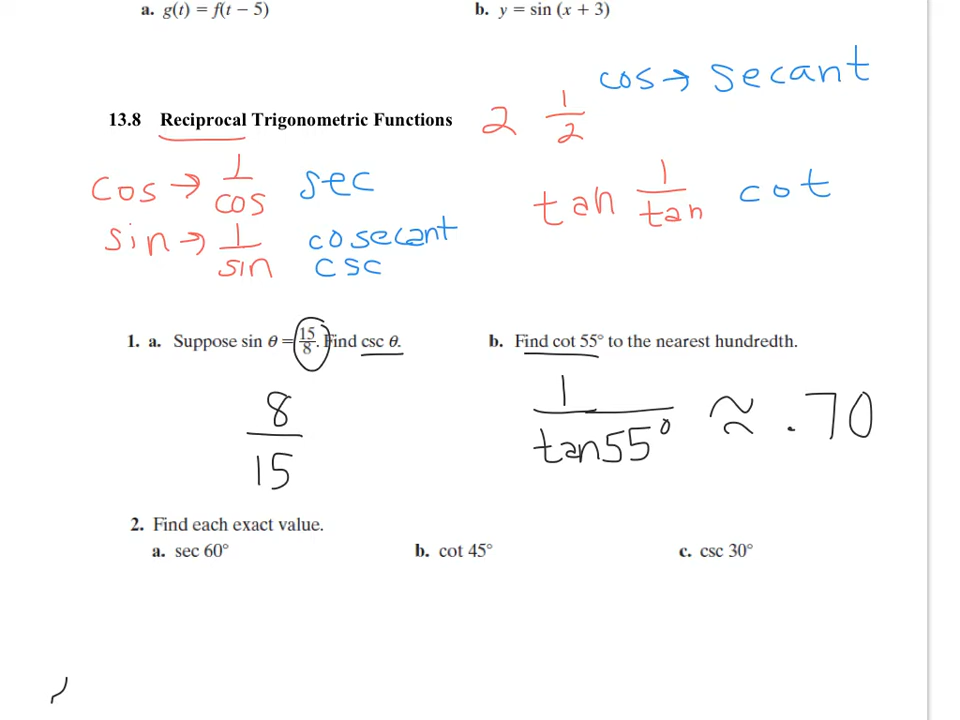 a. g(t) = f(t − 5) b. y = sin (x + 3)
cos → secant
13.8 Reciprocal Trigonometric Functions 2 1/2
cos → 1/cos sec tan 1/tan cot
sin → 1/sin cosecant
csc
1. a. Suppose sin θ = 15/8. Find csc θ. b. Find cot 55° to the nearest hundredth.
8/15 1/tan 55° ≈ .70
2. Find each exact value.
a. sec 60° b. cot 45° c. csc 30°